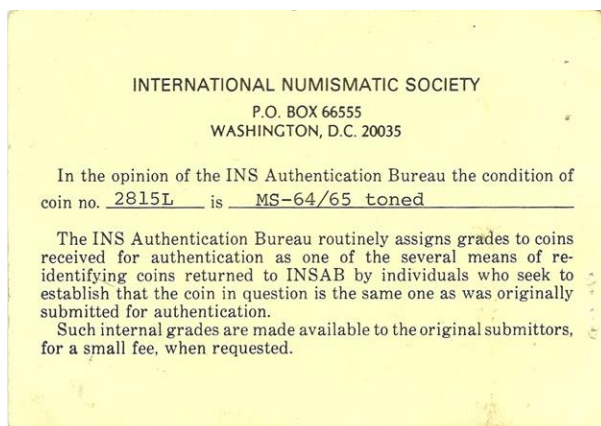 INTERNATIONAL NUMISMATIC SOCIETY
P.O. BOX 66555
WASHINGTON, D.C. 20035
In the opinion of the INS Authentication Bureau the condition of
coin no. 2815L is MS-64/65 toned
The INS Authentication Bureau routinely assigns grades to coins
received for authentication as one of the several means of re-
identifying coins returned to INSAB by individuals who seek to
establish that the coin in question is the same one as was originally
submitted for authentication.
Such internal grades are made available to the original submittors,
for a small fee, when requested.